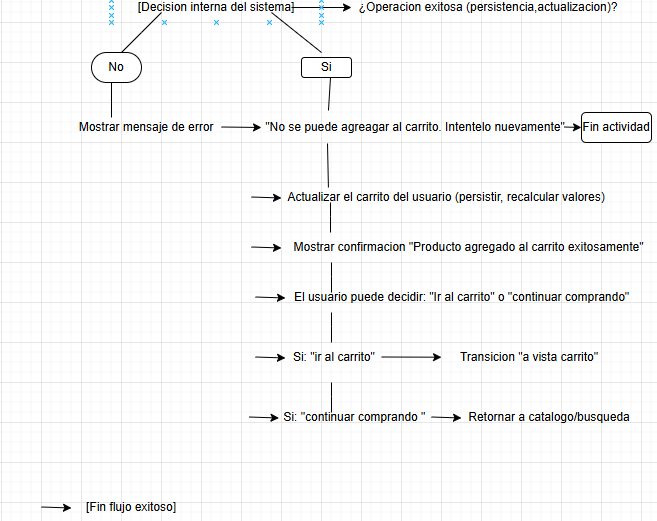 [Decision interna del sistema]
¿Operacion exitosa (persistencia,actualizacion)?
No
Si
Mostrar mensaje de error
"No se puede agreagar al carrito. Intentelo nuevamente"
Fin actividad
Actualizar el carrito del usuario (persistir, recalcular valores)
Mostrar confirmacion "Producto agregado al carrito exitosamente"
El usuario puede decidir: "Ir al carrito" o "continuar comprando"
Si: "ir al carrito"
Transicion "a vista carrito"
Si: "continuar comprando "
Retornar a catalogo/busqueda
[Fin flujo exitoso]